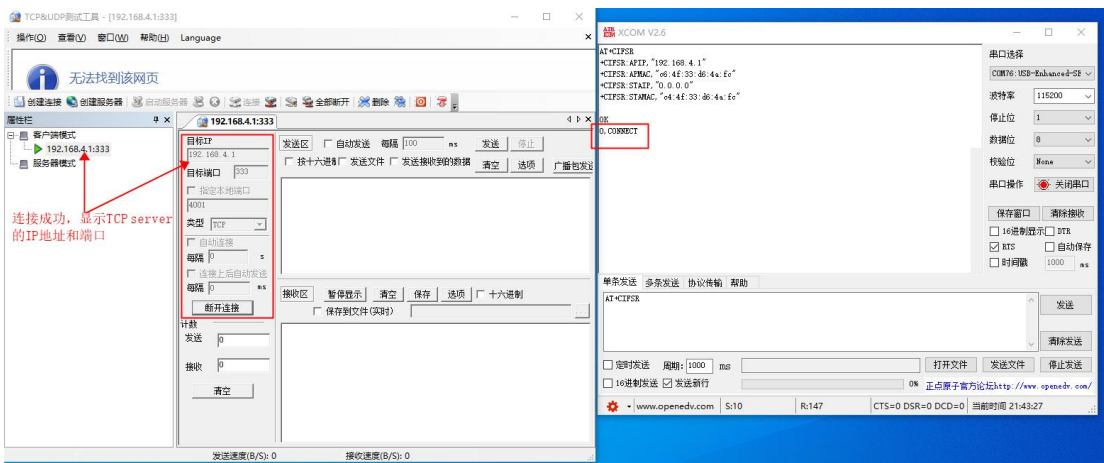 TCP&UDP测试工具 - [192.168.4.1:333]
操作(O) 查看(V) 窗口(W) 帮助(H) Language
无法找到该网页
创建连接 创建服务器 启动服务器 连接 全部断开 删除
属性栏
客户端模式
192.168.4.1:333
服务器模式
连接成功，显示TCP server
的IP地址和端口
192.168.4.1:333
目标IP
192.168.4.1
目标端口 333
指定本地端口
4001
类型 TCP
自动连接
每隔 0 s
连接上后自动发送
每隔 0 ms
断开连接
计数
发送 0
接收 0
清空
发送区 自动发送 每隔 100 ms 发送 停止
按十六进制 发送文件 发送接收到的数据 清空 选项 广播包发送
接收区 暂停显示 清空 保存 选项 十六进制
保存到文件(实时)
发送速度(B/S): 0 接收速度(B/S): 0
XCOM V2.6
AT+CIFSR
+CIFSR:APIP,"192.168.4.1"
+CIFSR:APMAC,"c6:4f:33:d6:4a:fc"
+CIFSR:STAIP,"0.0.0.0"
+CIFSR:STAMAC,"c4:4f:33:d6:4a:fc"
OK
0,CONNECT
串口选择
COM76:USB-Enhanced-SE
波特率 115200
停止位 1
数据位 8
校验位 None
串口操作 关闭串口
保存窗口 清除接收
16进制显示 DTR
RTS 自动保存
时间戳 1000 ms
单条发送 多条发送 协议传输 帮助
AT+CIFSR
发送
清除发送
定时发送 周期: 1000 ms 打开文件 发送文件 停止发送
16进制发送 发送新行 0% 正点原子官方论坛http://www.openedv.com/
www.openedv.com S:10 R:147 CTS=0 DSR=0 DCD=0 当前时间 21:43:27